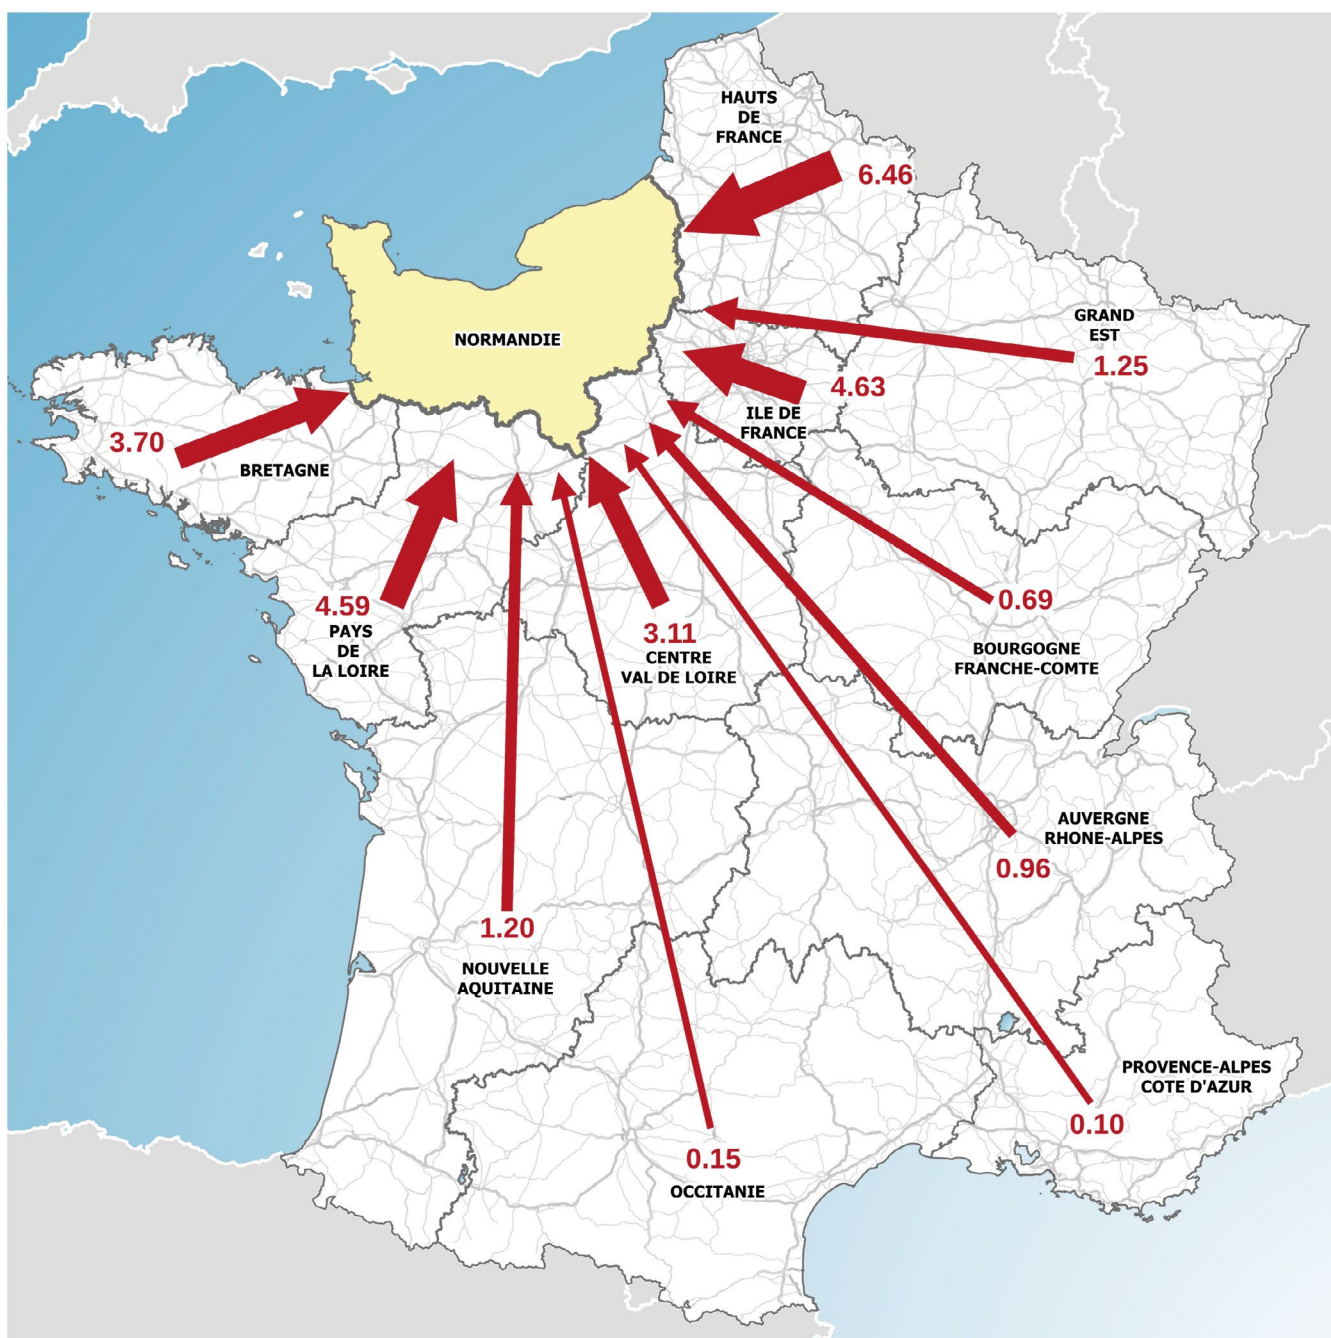 HAUTS
DE
FRANCE
6.46
NORMANDIE
GRAND
EST
1.25
4.63
ILE DE
FRANCE
3.70
BRETAGNE
4.59
PAYS
DE
LA LOIRE
3.11
CENTRE
VAL DE LOIRE
0.69
BOURGOGNE
FRANCHE-COMTE
AUVERGNE
RHONE-ALPES
0.96
1.20
NOUVELLE
AQUITAINE
PROVENCE-ALPES
COTE D'AZUR
0.10
0.15
OCCITANIE